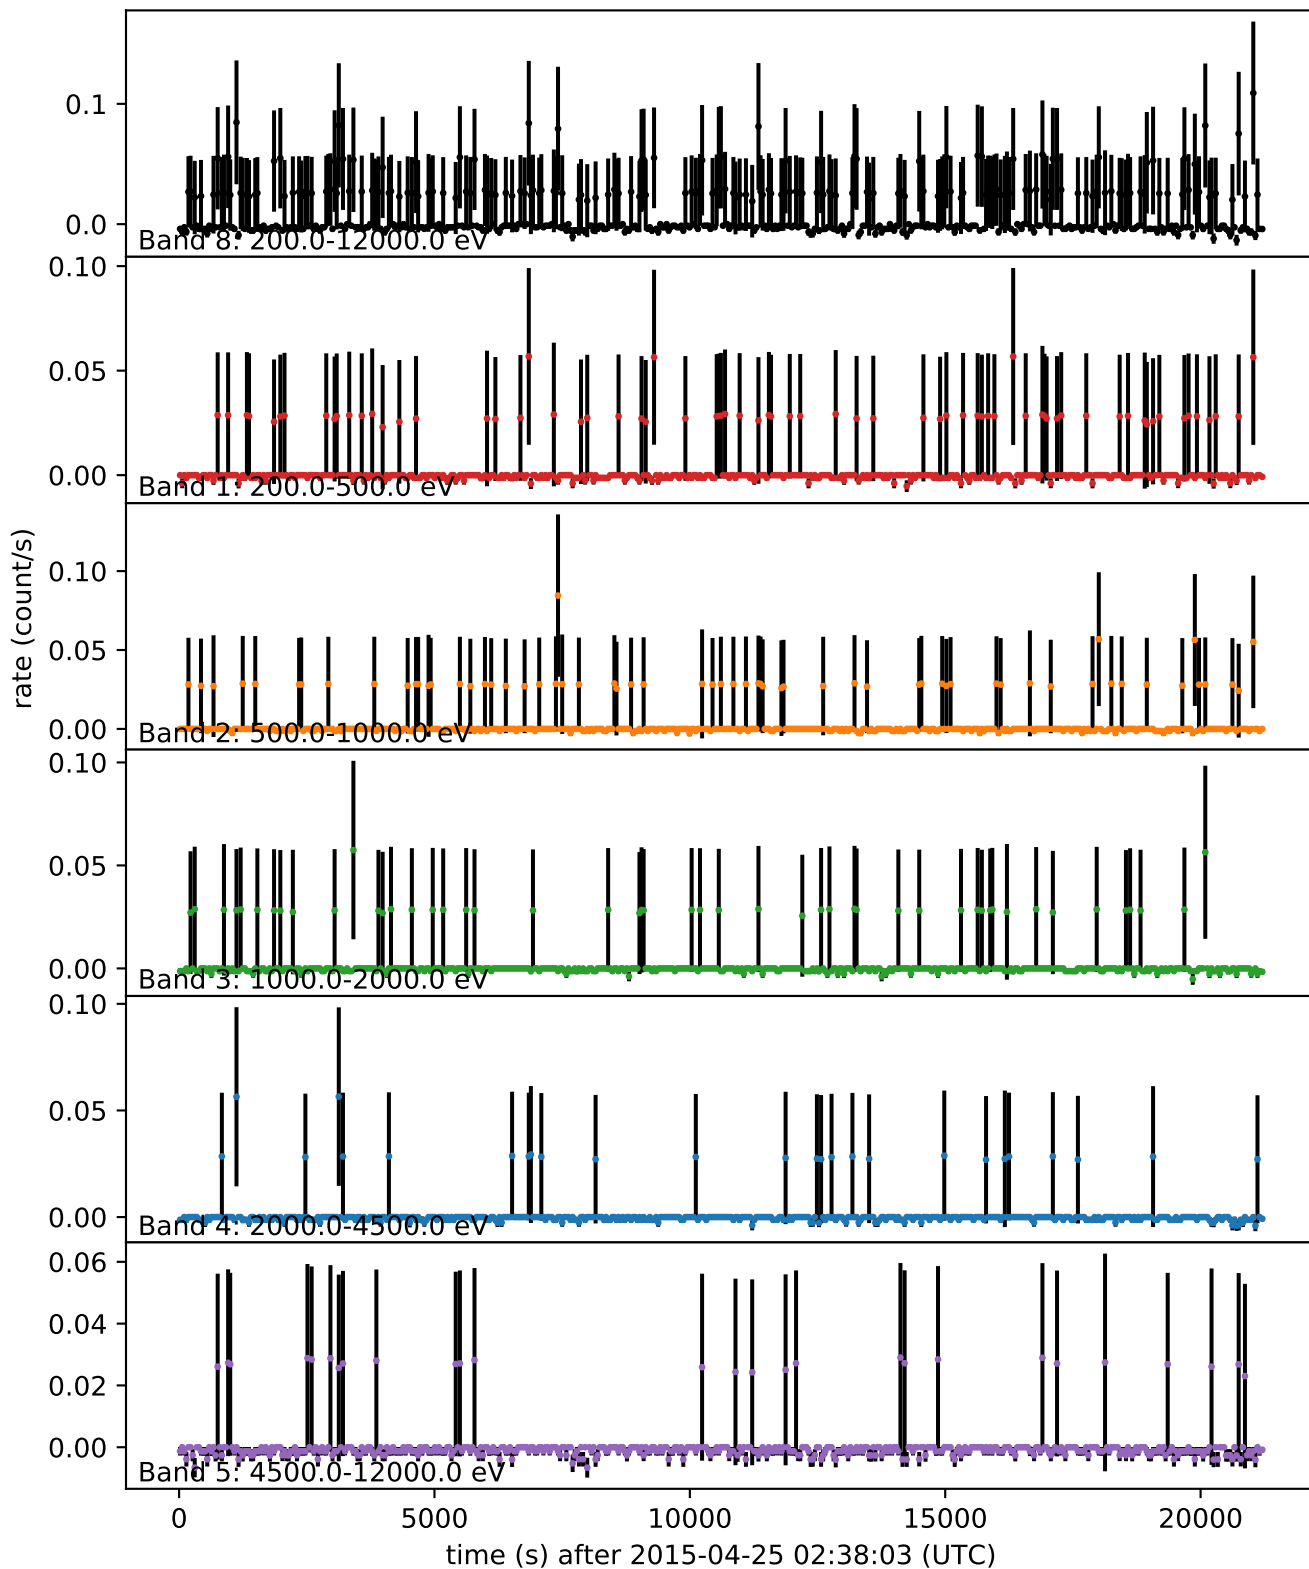 0.1
0.0
Band 8: 200.0-12000.0 eV
0.10
0.05
0.00
Band 1: 200.0-500.0 eV
0.10
0.05
0.00
Band 2: 500.0-1000.0 eV
rate (count/s)
0.10
0.05
0.00
Band 3: 1000.0-2000.0 eV
0.10
0.05
0.00
Band 4: 2000.0-4500.0 eV
0.06
0.04
0.02
0.00
Band 5: 4500.0-12000.0 eV
0 5000 10000 15000 20000
time (s) after 2015-04-25 02:38:03 (UTC)